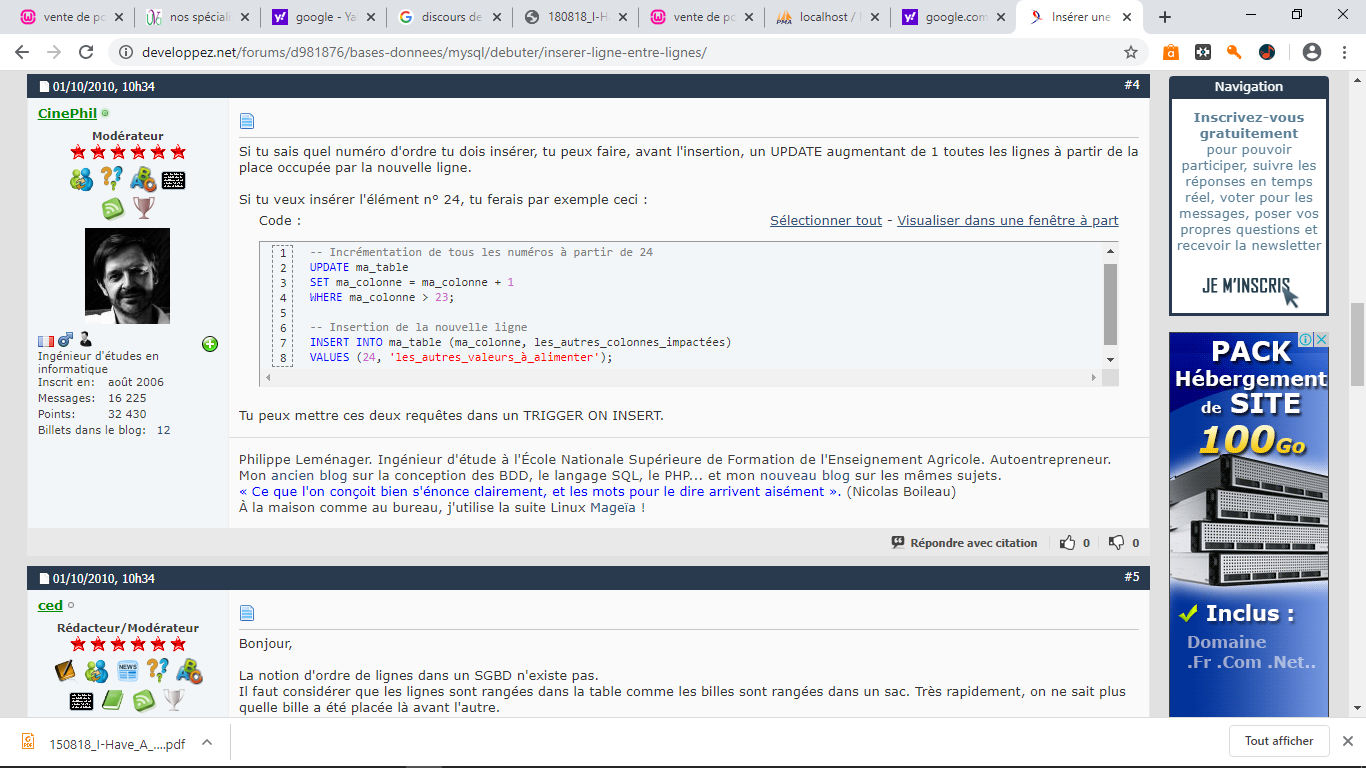 vente de pc
nos spécial
google - Ya
discours de
180818_I-H
vente de pc
localhost / 
google.com
Insérer une
developpez.net/forums/d981876/bases-donnees/mysql/debuter/inserer-ligne-entre-lignes/
01/10/2010, 10h34
#4
CinePhil
Modérateur
Ingénieur d'études en
informatique
Inscrit en: août 2006
Messages: 16 225
Points: 32 430
Billets dans le blog: 12
Si tu sais quel numéro d'ordre tu dois insérer, tu peux faire, avant l'insertion, un UPDATE augmentant de 1 toutes les lignes à partir de la
place occupée par la nouvelle ligne.
Si tu veux insérer l'élément n° 24, tu ferais par exemple ceci :
Code :
Sélectionner tout - Visualiser dans une fenêtre à part
1 -- Incrémentation de tous les numéros à partir de 24
2 UPDATE ma_table
3 SET ma_colonne = ma_colonne + 1
4 WHERE ma_colonne > 23;
5
6 -- Insertion de la nouvelle ligne
7 INSERT INTO ma_table (ma_colonne, les_autres_colonnes_impactées)
8 VALUES (24, 'les_autres_valeurs_à_alimenter');
Tu peux mettre ces deux requêtes dans un TRIGGER ON INSERT.
Philippe Leménager. Ingénieur d'étude à l'École Nationale Supérieure de Formation de l'Enseignement Agricole. Autoentrepreneur.
Mon ancien blog sur la conception des BDD, le langage SQL, le PHP... et mon nouveau blog sur les mêmes sujets.
« Ce que l'on conçoit bien s'énonce clairement, et les mots pour le dire arrivent aisément ». (Nicolas Boileau)
À la maison comme au bureau, j'utilise la suite Linux Mageïa !
Répondre avec citation
0
0
01/10/2010, 10h34
#5
ced
Rédacteur/Modérateur
NEWS
Bonjour,
La notion d'ordre de lignes dans un SGBD n'existe pas.
Il faut considérer que les lignes sont rangées dans la table comme les billes sont rangées dans un sac. Très rapidement, on ne sait plus
quelle bille a été placée là avant l'autre.
Navigation
Inscrivez-vous
gratuitement
pour pouvoir
participer, suivre les
réponses en temps
réel, voter pour les
messages, poser vos
propres questions et
recevoir la newsletter
JE M'INSCRIS
PACK
Hébergement
de SITE
100Go
Inclus :
Domaine
.Fr .Com .Net..
150818_I-Have_A_....pdf
Tout afficher